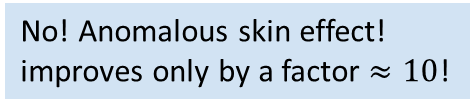 No! Anomalous skin effect!
improves only by a factor ≈ 10!